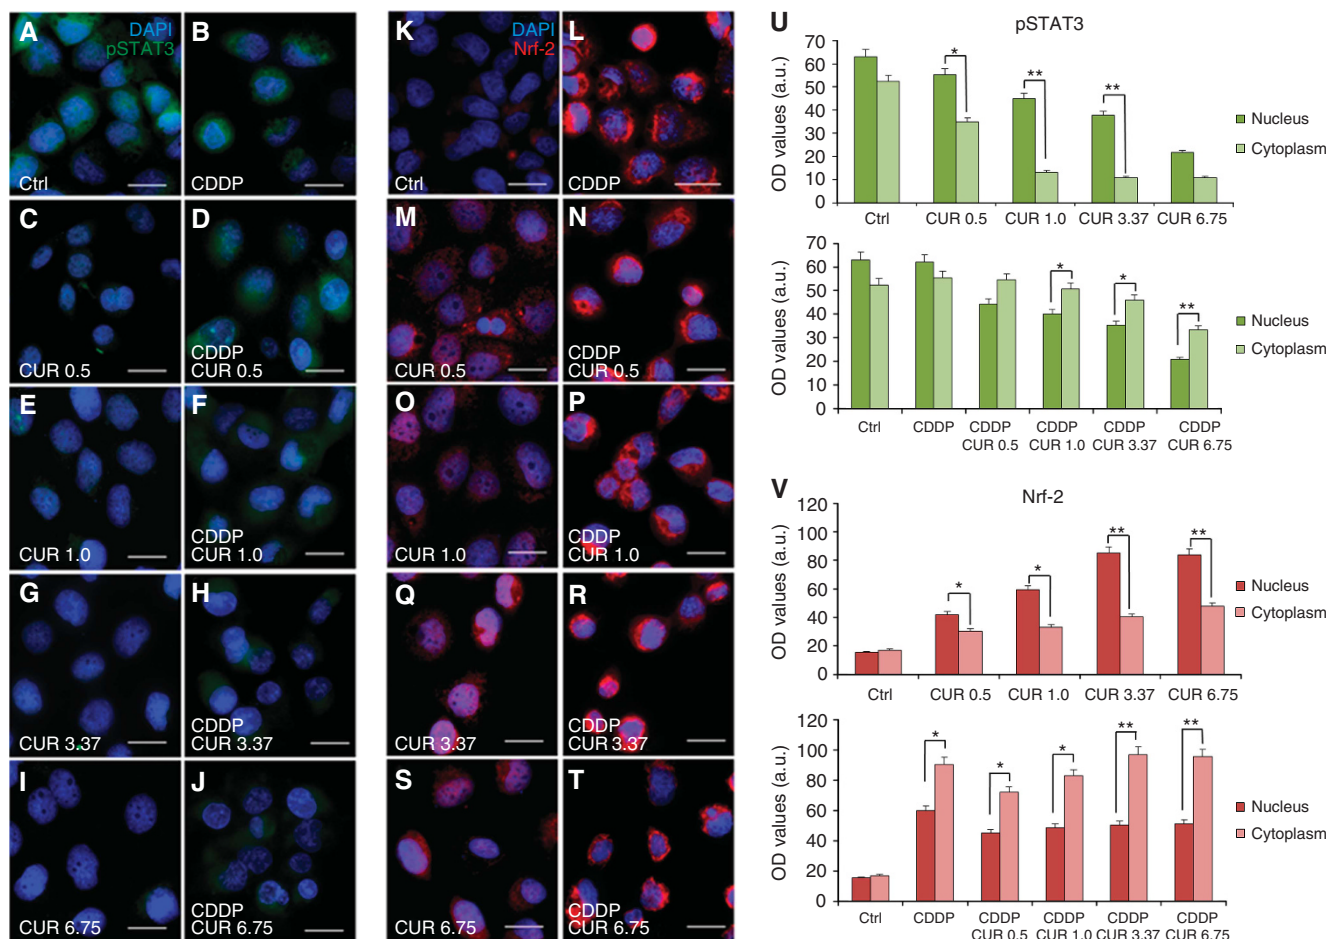 A
DAPI
pSTAT3
Ctrl
B
CDDP
C
CUR 0.5
D
CDDP
CUR 0.5
E
CUR 1.0
F
CDDP
CUR 1.0
G
CUR 3.37
H
CDDP
CUR 3.37
I
CUR 6.75
J
CDDP
CUR 6.75
K
DAPI
Nrf-2
Ctrl
L
CDDP
M
CUR 0.5
N
CDDP
CUR 0.5
O
CUR 1.0
P
CDDP
CUR 1.0
Q
CUR 3.37
R
CDDP
CUR 3.37
S
CUR 6.75
T
CDDP
CUR 6.75
U
pSTAT3
OD values (a.u.)
70
60
50
40
30
20
10
0
* ** **
Nucleus
Cytoplasm
Ctrl CUR 0.5 CUR 1.0 CUR 3.37 CUR 6.75
OD values (a.u.)
70
60
50
40
30
20
10
0
* * **
Nucleus
Cytoplasm
Ctrl CDDP CDDP CDDP CDDP CDDP
CUR 0.5 CUR 1.0 CUR 3.37 CUR 6.75
V
Nrf-2
OD values (a.u.)
120
100
80
60
40
20
0
* * ** **
Nucleus
Cytoplasm
Ctrl CUR 0.5 CUR 1.0 CUR 3.37 CUR 6.75
OD values (a.u.)
120
100
80
60
40
20
0
* * * ** **
Nucleus
Cytoplasm
Ctrl CDDP CDDP CDDP CDDP CDDP
CUR 0.5 CUR 1.0 CUR 3.37 CUR 6.75